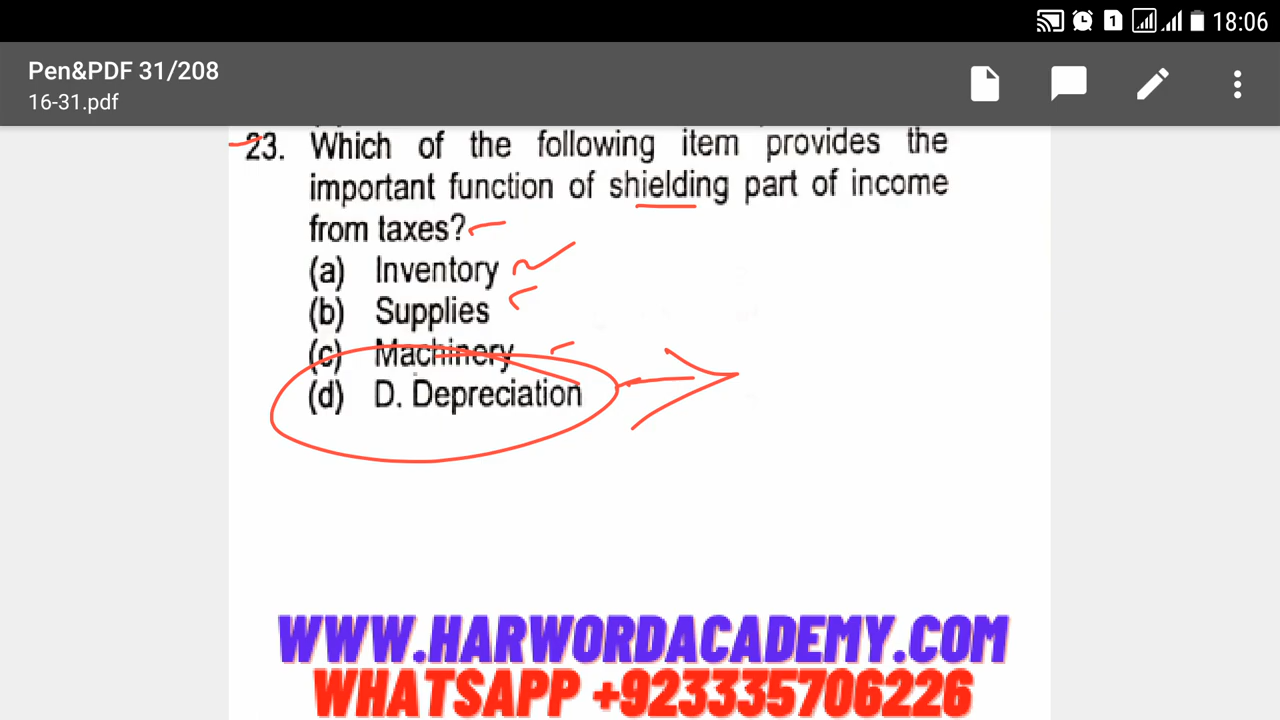 1
18:06
Pen&PDF 31/208
16-31.pdf
23. Which of the following item provides the
important function of shielding part of income
from taxes?
(a) Inventory
(b) Supplies
(c) Machinery
(d) D. Depreciation
WWW.HARWORDACADEMY.COM
WHATSAPP +923335706226